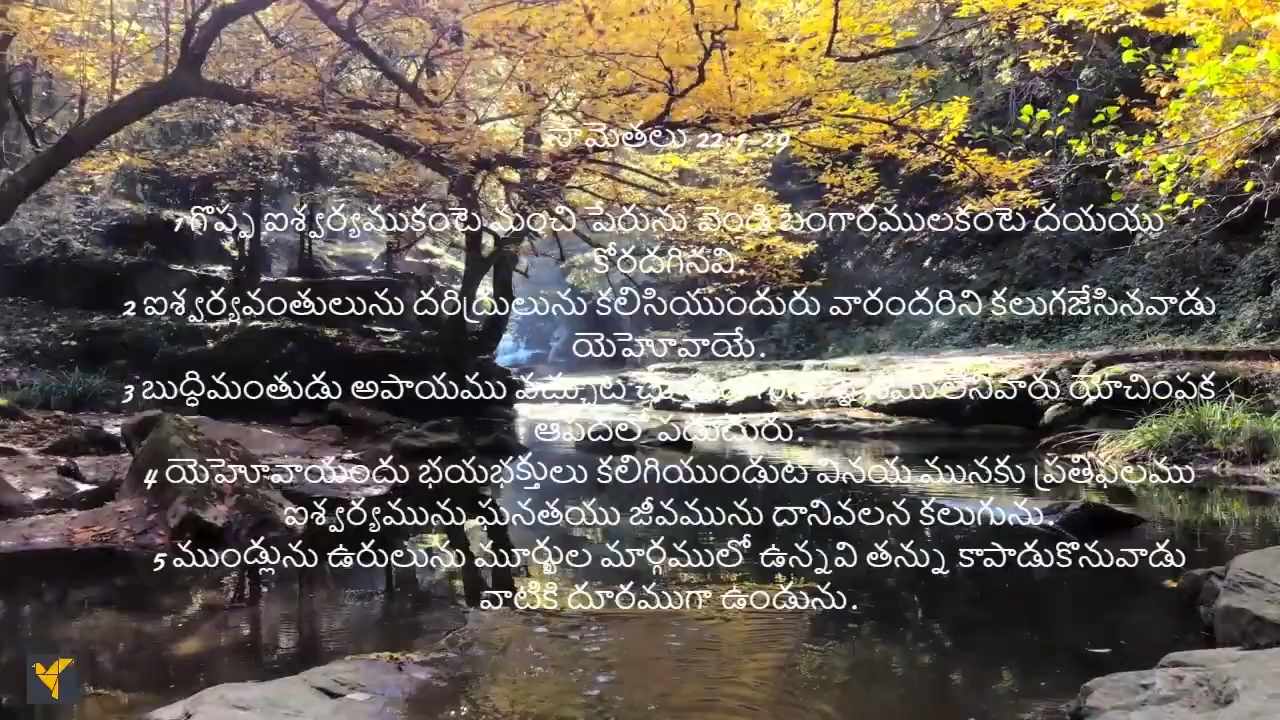 సామెతలు 22:1-29
1 గొప్ప ఐశ్వర్యముకంటె మంచి పేరును వెండి బంగారములకంటె దయయు
కోరదగినవి.
2 ఐశ్వర్యవంతులును దరిద్రులును కలిసియుందురు వారందరిని కలుగజేసినవాడు
యెహోవాయే.
3 బుద్ధిమంతుడు అపాయము వచ్చుట యోచింపక
ఆపదలో పడుదురు.
4 యెహోవాయందు భయభక్తులు కలిగియుండుట వినయ మునకు ప్రతిఫలము
ఐశ్వర్యమును ఘనతయు జీవమును దానివలన కలుగును.
5 ముండ్లును ఉరులును మూర్ఖుల మార్గములో ఉన్నవి తన్ను కాపాడుకొనువాడు
వాటికి దూరముగా ఉండును.